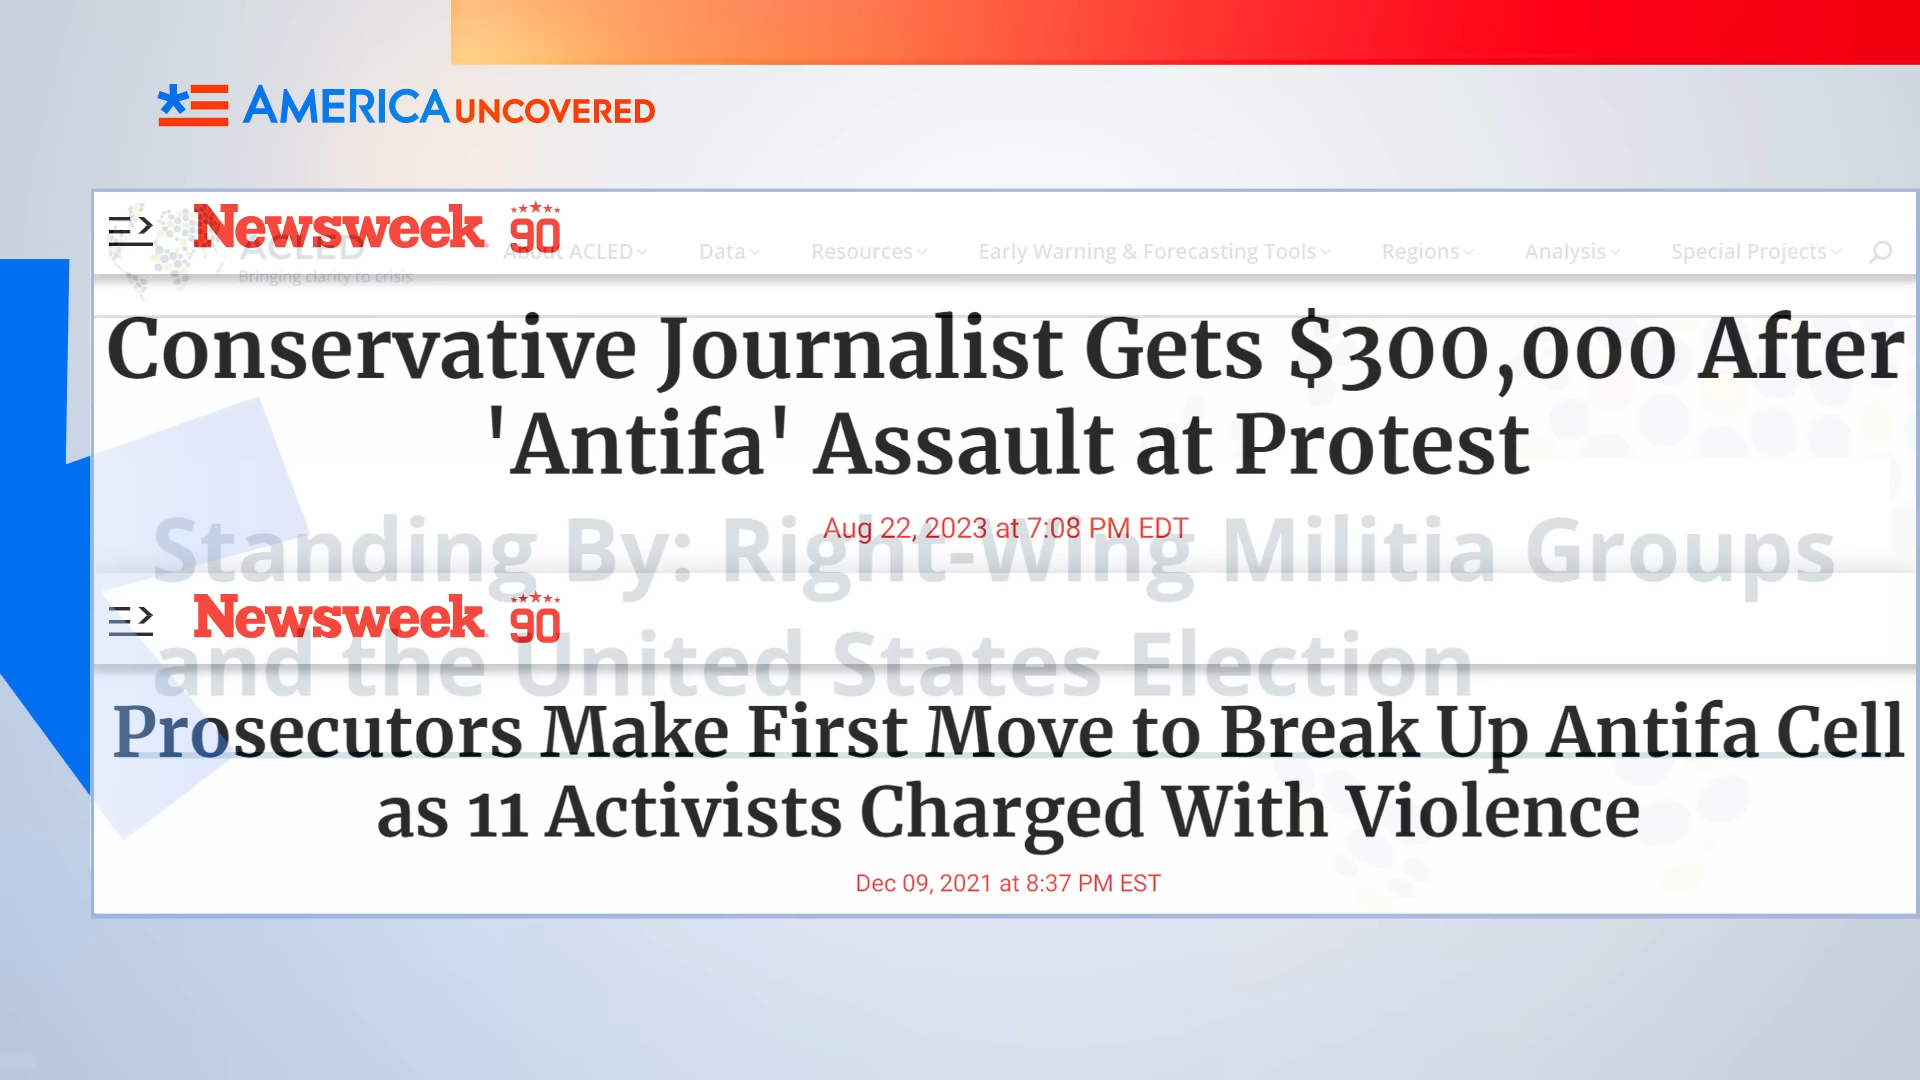 AMERICA UNCOVERED
Newsweek 90
ACLED
Bringing clarity to crisis
About ACLED Data Resources Early Warning & Forecasting Tools Regions Analysis Special Projects
Conservative Journalist Gets $300,000 After
'Antifa' Assault at Protest
Aug 22, 2023 at 7:08 PM EDT
Standing By: Right-Wing Militia Groups
Newsweek 90
and the United States Election
Prosecutors Make First Move to Break Up Antifa Cell
as 11 Activists Charged With Violence
Dec 09, 2021 at 8:37 PM EST